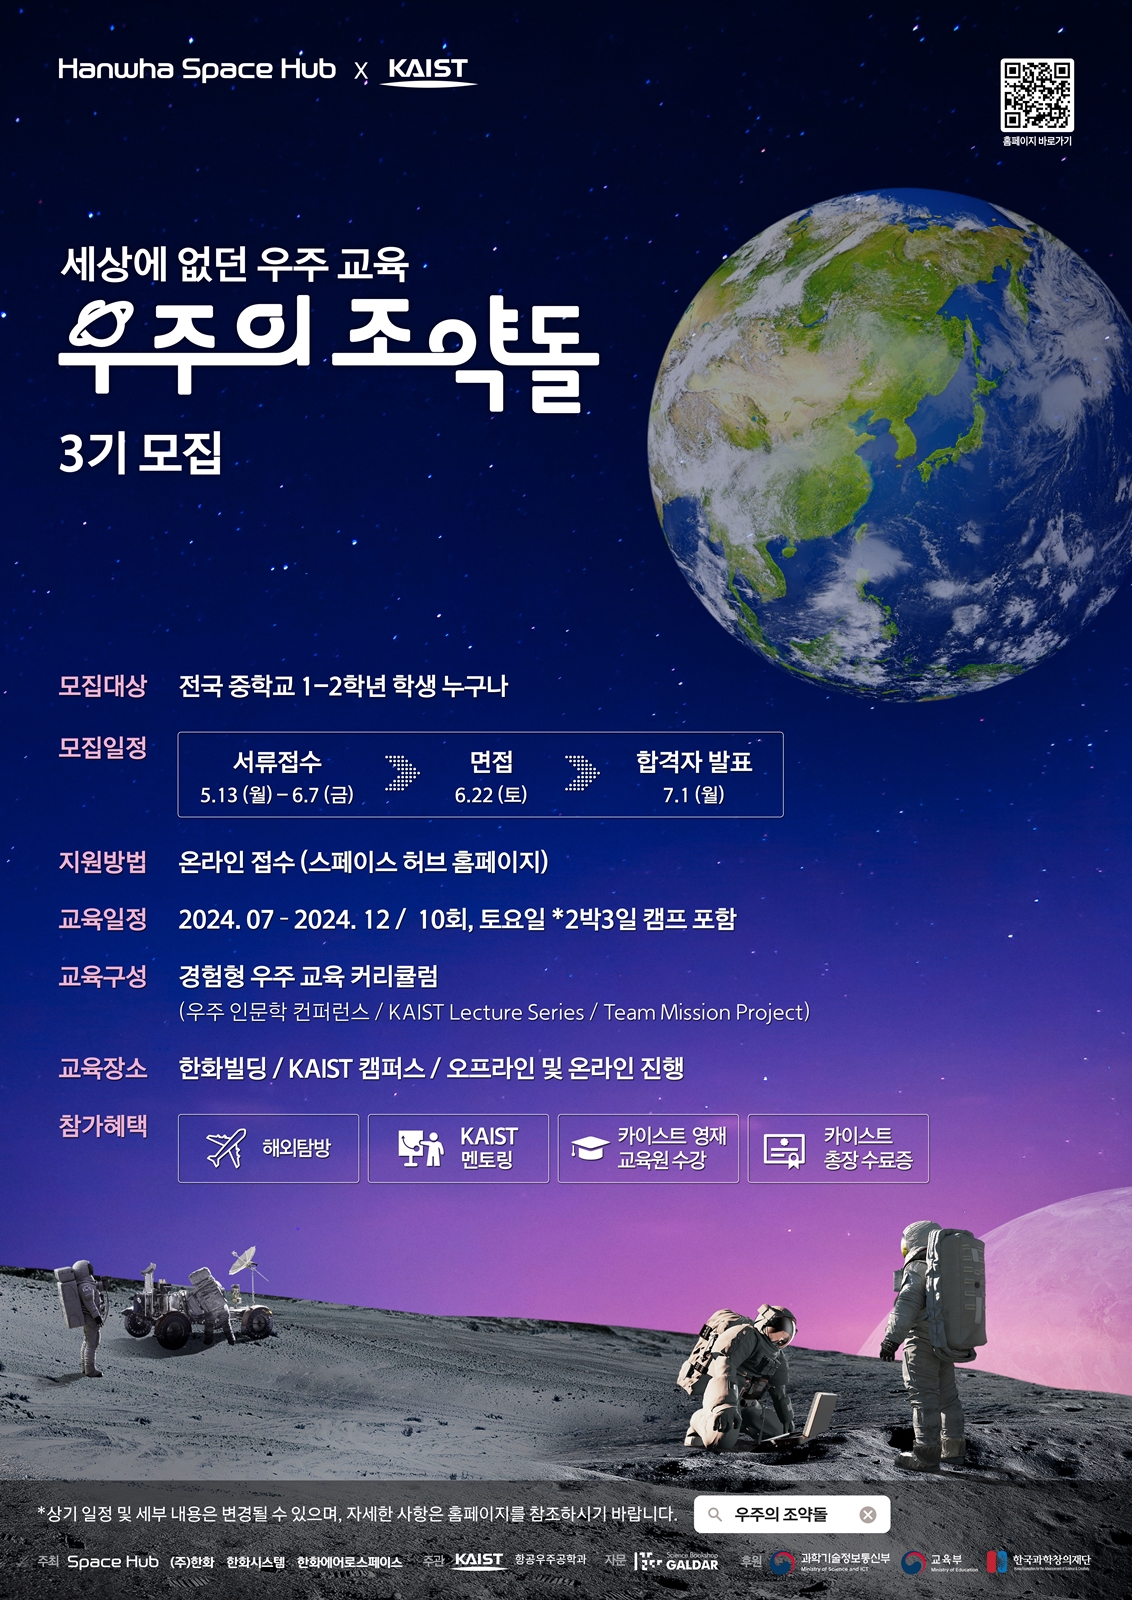 Hanwha Space Hub X KAIST
홈페이지 바로가기
세상에 없던 우주 교육
우주의 조약돌
3기 모집
모집대상 전국 중학교 1-2학년 학생 누구나
모집일정
서류접수 면접 합격자 발표
5.13 (월) – 6.7 (금) 6.22 (토) 7.1 (월)
지원방법 온라인 접수 (스페이스 허브 홈페이지)
교육일정 2024. 07 - 2024. 12 / 10회, 토요일 *2박3일 캠프 포함
교육구성 경험형 우주 교육 커리큘럼
(우주 인문학 컨퍼런스 / KAIST Lecture Series / Team Mission Project)
교육장소 한화빌딩 / KAIST 캠퍼스 / 오프라인 및 온라인 진행
참가혜택
해외탐방
KAIST
멘토링
카이스트 영재
교육원 수강
카이스트
총장 수료증
*상기 일정 및 세부 내용은 변경될 수 있으며, 자세한 사항은 홈페이지를 참조하시기 바랍니다. 우주의 조약돌
주최 Space Hub (주)한화 한화시스템 한화에어로스페이스 주관 KAIST 항공우주공학과 자문 Science Bookshop GALDAR 후원 과학기술정보통신부 Ministry of Science and ICT 교육부 Ministry of Education 한국과학창의재단